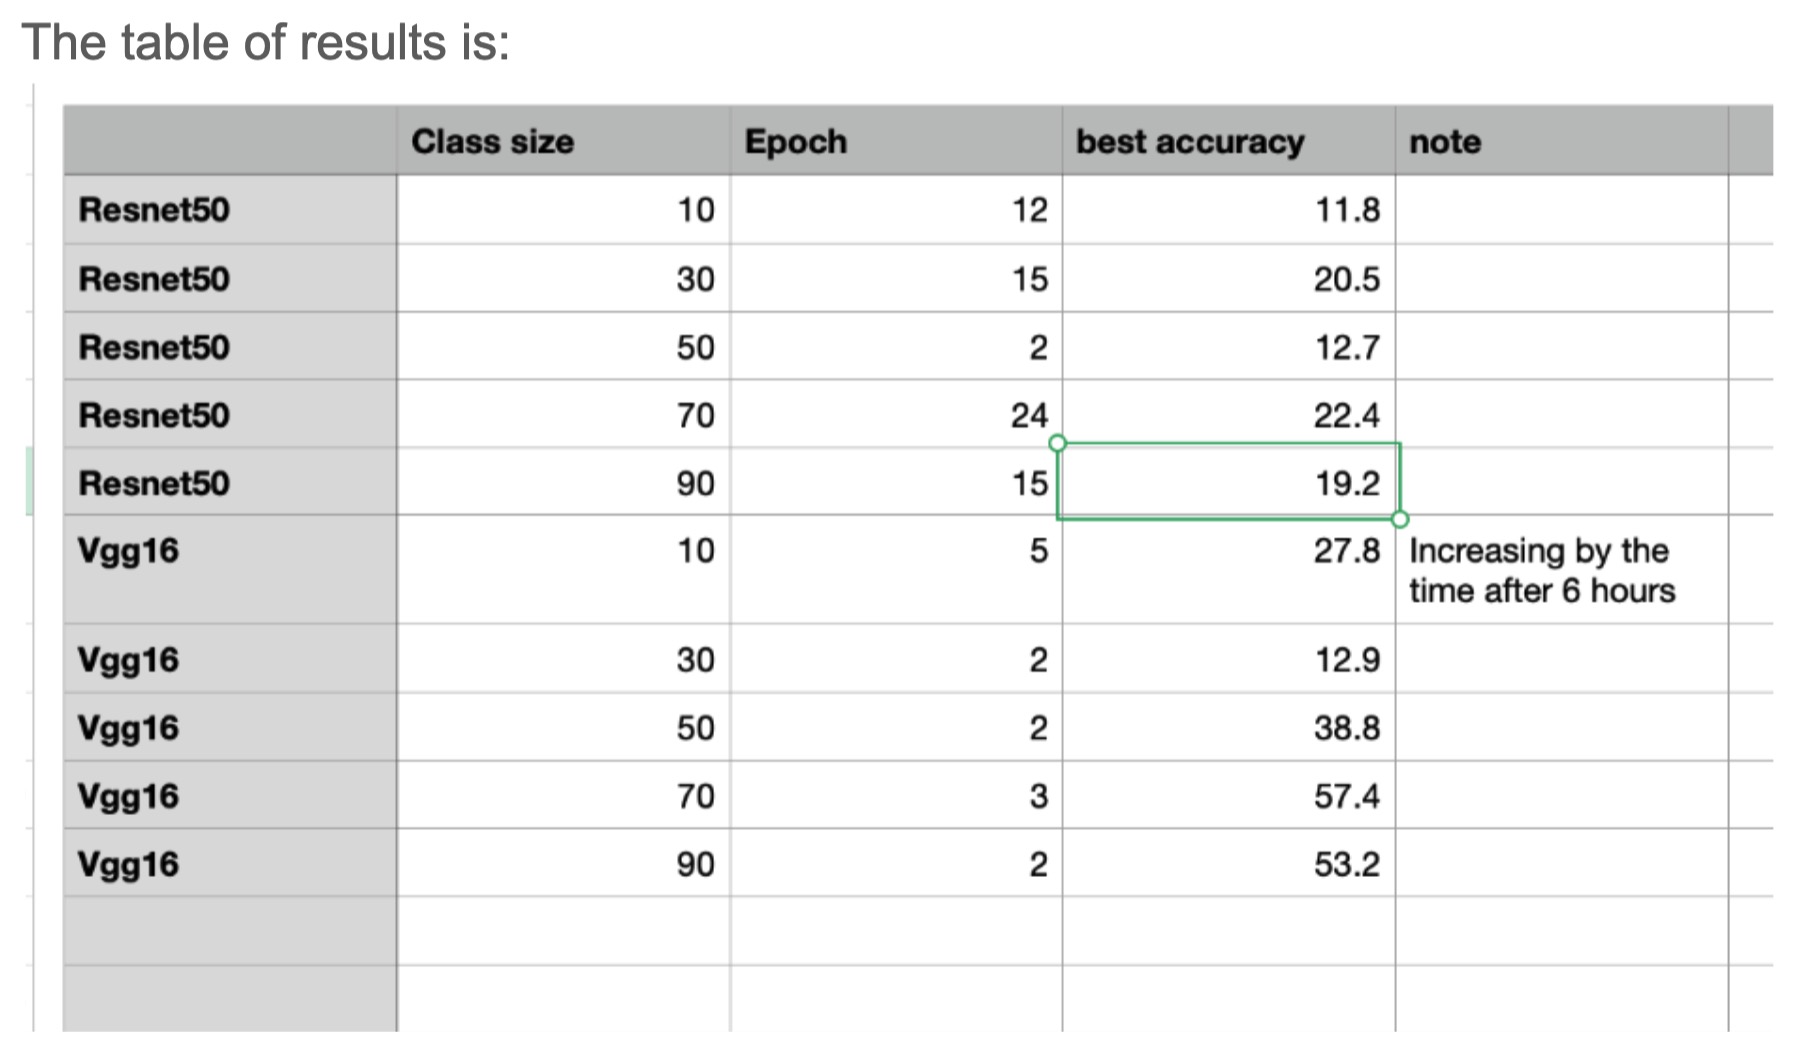 The table of results is:
Class size Epoch best accuracy note
Resnet50 10 12 11.8
Resnet50 30 15 20.5
Resnet50 50 2 12.7
Resnet50 70 24 22.4
Resnet50 90 15 19.2
Vgg16 10 5 27.8 Increasing by the
time after 6 hours
Vgg16 30 2 12.9
Vgg16 50 2 38.8
Vgg16 70 3 57.4
Vgg16 90 2 53.2